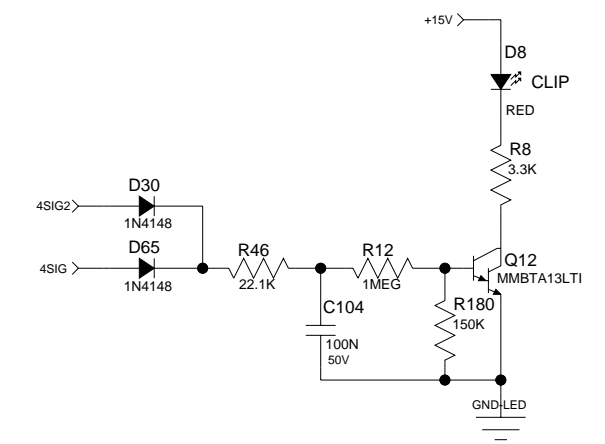 +15V
D8
CLIP
RED
R8
3.3K
D30
4SIG2
1N4148
D65
4SIG
1N4148
R46
22.1K
R12
1MEG
Q12
MMBTA13LTI
C104
100N
50V
R180
150K
GND-LED